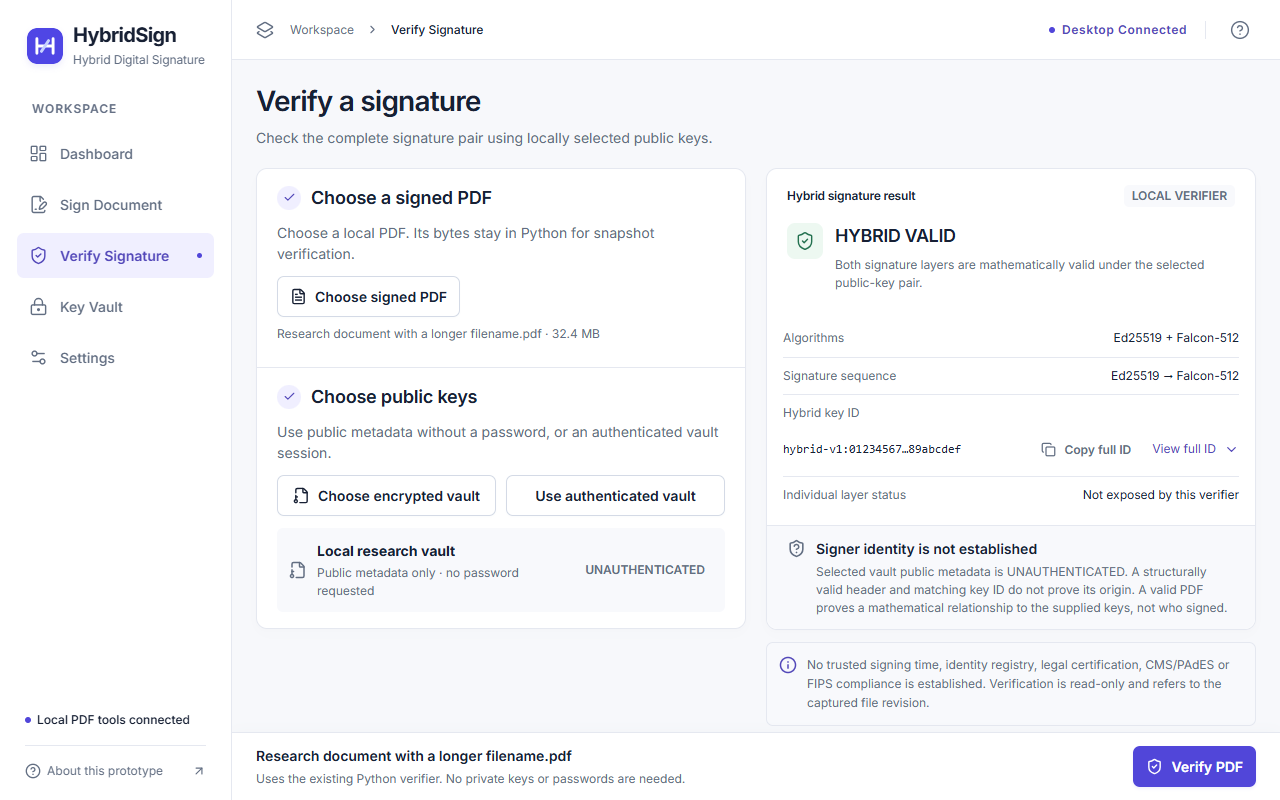 HybridSign
Hybrid Digital Signature
WORKSPACE
Dashboard
Sign Document
Verify Signature
Key Vault
Settings
Local PDF tools connected
About this prototype
Workspace
Verify Signature
Desktop Connected
Verify a signature
Check the complete signature pair using locally selected public keys.
Choose a signed PDF
Choose a local PDF. Its bytes stay in Python for snapshot
verification.
Choose signed PDF
Research document with a longer filename.pdf · 32.4 MB
Choose public keys
Use public metadata without a password, or an authenticated vault
session.
Choose encrypted vault
Use authenticated vault
Local research vault
Public metadata only · no password
requested
UNAUTHENTICATED
Hybrid signature result
LOCAL VERIFIER
HYBRID VALID
Both signature layers are mathematically valid under the selected
public-key pair.
Algorithms
Ed25519 + Falcon-512
Signature sequence
Ed25519 → Falcon-512
Hybrid key ID
hybrid-v1:01234567…89abcdef
Copy full ID
View full ID
Individual layer status
Not exposed by this verifier
Signer identity is not established
Selected vault public metadata is UNAUTHENTICATED. A structurally
valid header and matching key ID do not prove its origin. A valid PDF
proves a mathematical relationship to the supplied keys, not who signed.
No trusted signing time, identity registry, legal certification, CMS/PAdES or
FIPS compliance is established. Verification is read-only and refers to the
captured file revision.
Research document with a longer filename.pdf
Uses the existing Python verifier. No private keys or passwords are needed.
Verify PDF